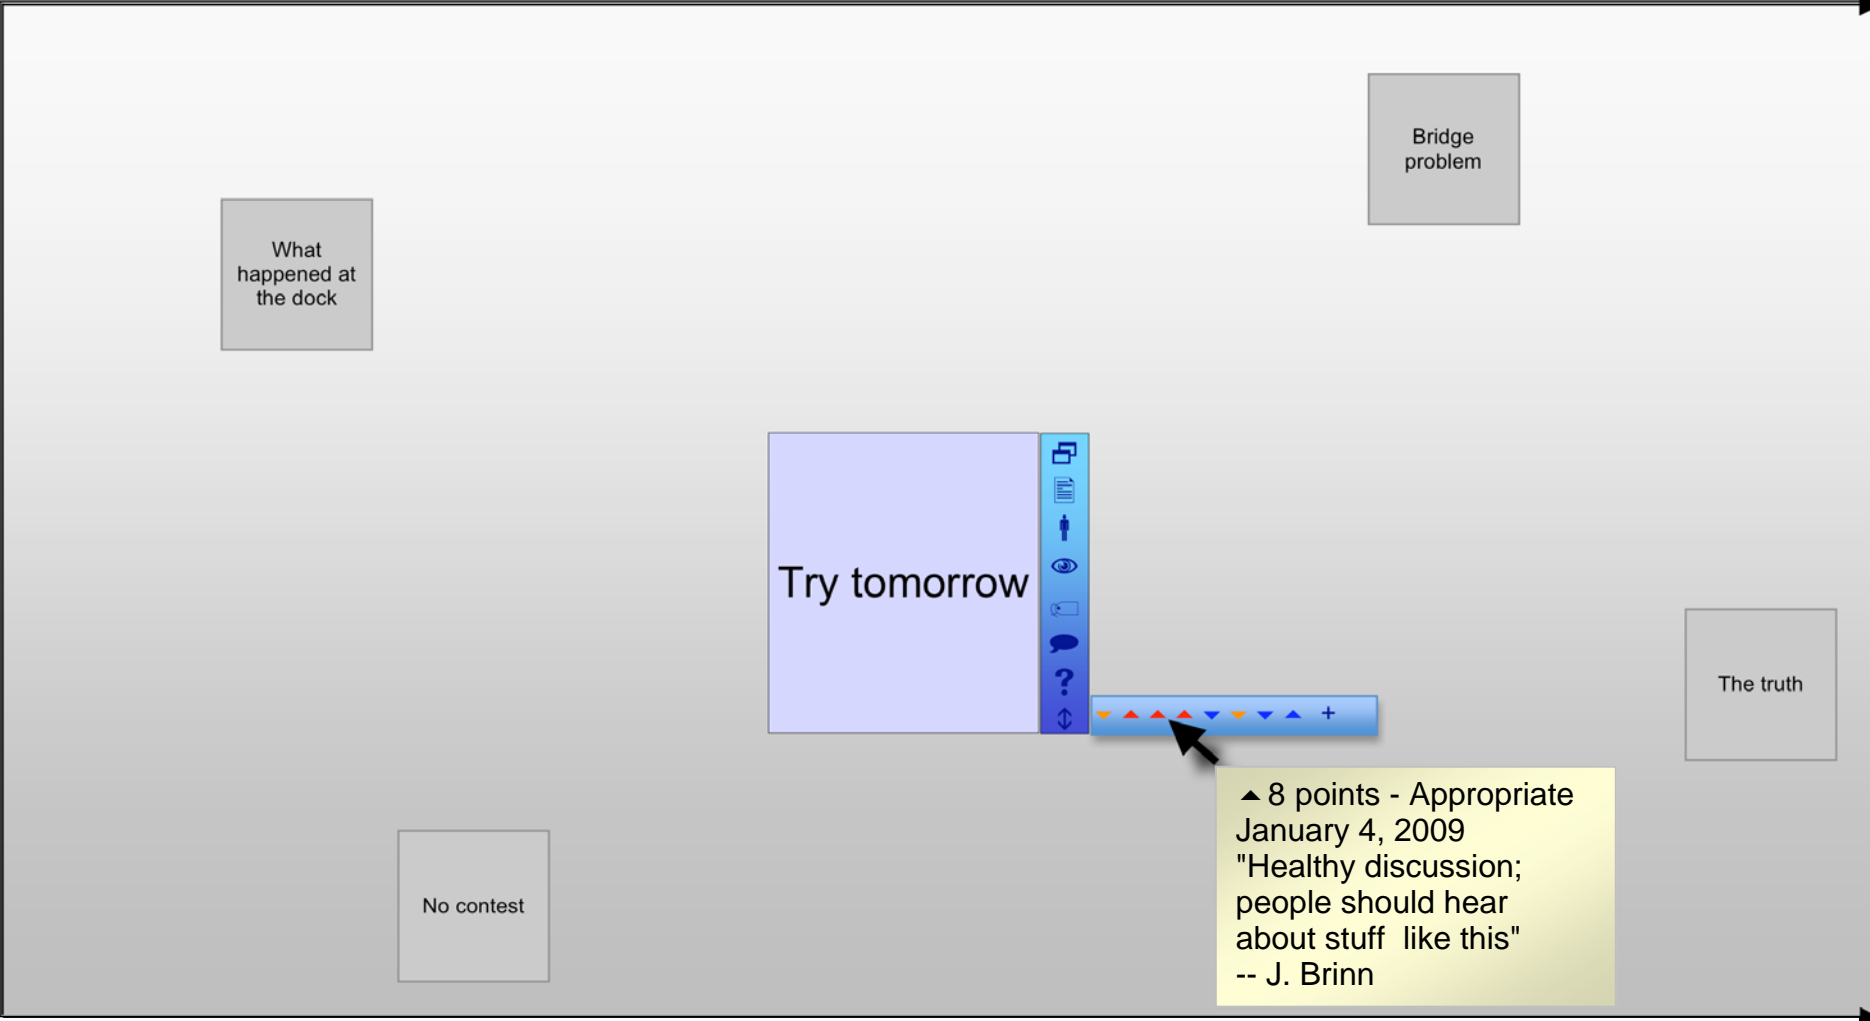 Bridge
problem
What
happened at
the dock
Try tomorrow
?
+
The truth
8 points - Appropriate
January 4, 2009
"Healthy discussion;
people should hear
about stuff  like this"
-- J. Brinn
No contest